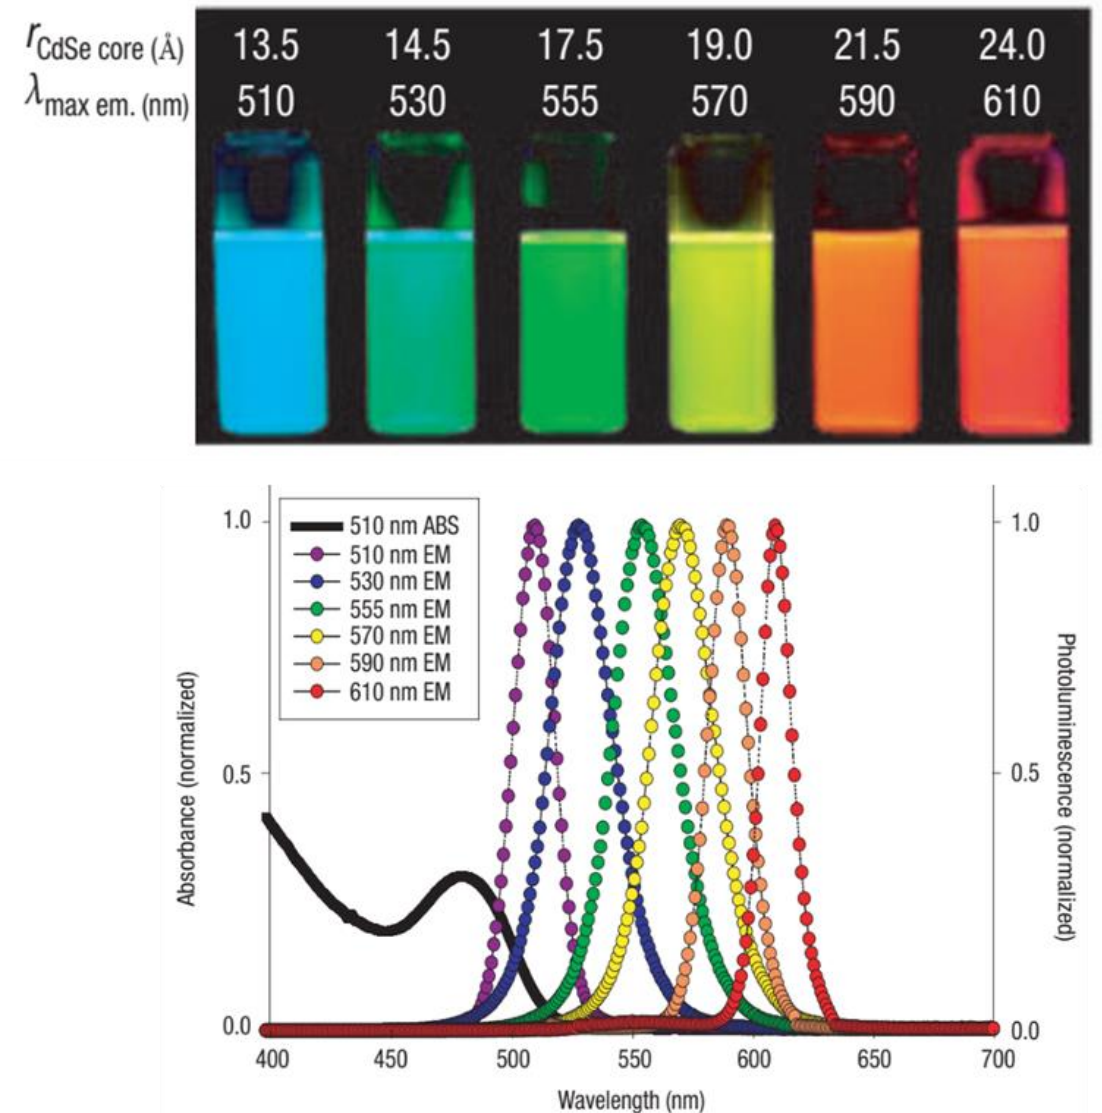 rCdSe core (Å) 13.5 14.5 17.5 19.0 21.5 24.0
λmax em. (nm) 510 530 555 570 590 610
1.0
1.0
510 nm ABS
510 nm EM
530 nm EM
555 nm EM
570 nm EM
590 nm EM
610 nm EM
Absorbance (normalized)
Photoluminescence (normalized)
0.5
0.5
0.0
0.0
400 450 500 550 600 650 700
Wavelength (nm)